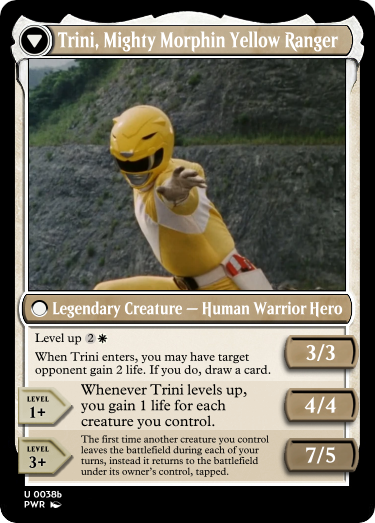 Trini, Mighty Morphin Yellow Ranger
Legendary Creature — Human Warrior Hero
Level up 2
When Trini enters, you may have target
opponent gain 2 life. If you do, draw a card.
3/3
LEVEL
1+
Whenever Trini levels up,
you gain 1 life for each
creature you control.
4/4
LEVEL
3+
The first time another creature you control
leaves the battlefield during each of your
turns, instead it returns to the battlefield
under its owner's control, tapped.
7/5
U 0038b
PWR